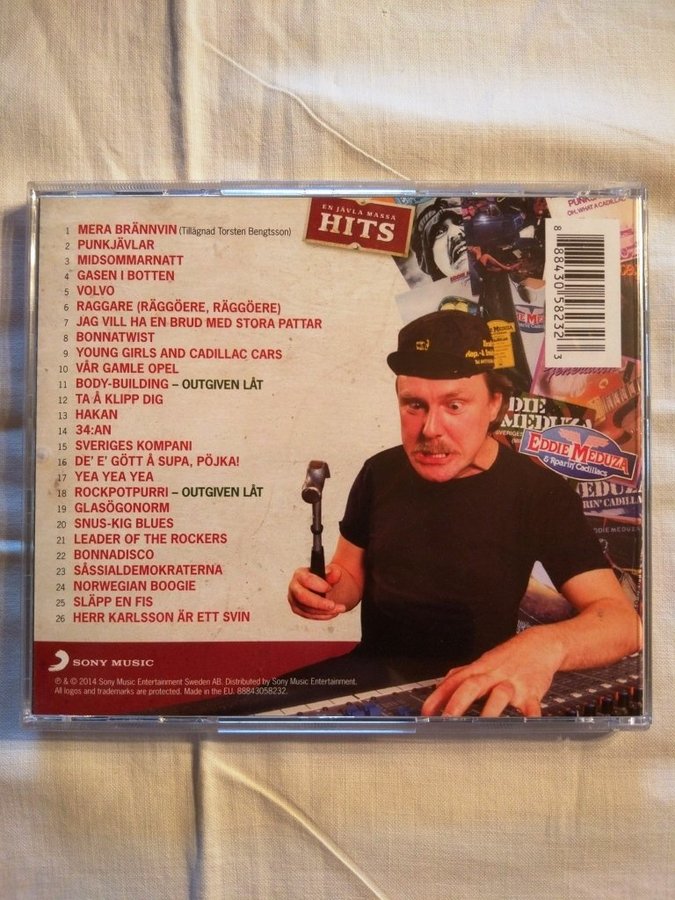 EN JÄVLA MASSA
HITS
1 MERA BRÄNNVIN (Tillägnad Torsten Bengtsson)
2 PUNKJÄVLAR
3 MIDSOMMARNATT
4 GASEN I BOTTEN
5 VOLVO
6 RAGGARE (RÄGGÖERE, RÄGGÖERE)
7 JAG VILL HA EN BRUD MED STORA PATTAR
8 BONNATWIST
9 YOUNG GIRLS AND CADILLAC CARS
10 VÅR GAMLE OPEL
11 BODY-BUILDING – OUTGIVEN LÅT
12 TA Å KLIPP DIG
13 HAKAN
14 34:AN
15 SVERIGES KOMPANI
16 DE' E' GÖTT Å SUPA, PÖJKA!
17 YEA YEA YEA
18 ROCKPOTPURRI – OUTGIVEN LÅT
19 GLASÖGONORM
20 SNUS-KIG BLUES
21 LEADER OF THE ROCKERS
22 BONNADISCO
23 SÅSSIALDEMOKRATERNA
24 NORWEGIAN BOOGIE
25 SLÄPP EN FIS
26 HERR KARLSSON ÄR ETT SVIN
8 88430 58232 3
DIE
MEDUZA
EDDIE MEDUZA
& Roarin' Cadillacs
SONY MUSIC
℗ & © 2014 Sony Music Entertainment Sweden AB. Distributed by Sony Music Entertainment.
All logos and trademarks are protected. Made in the EU. 88843058232.